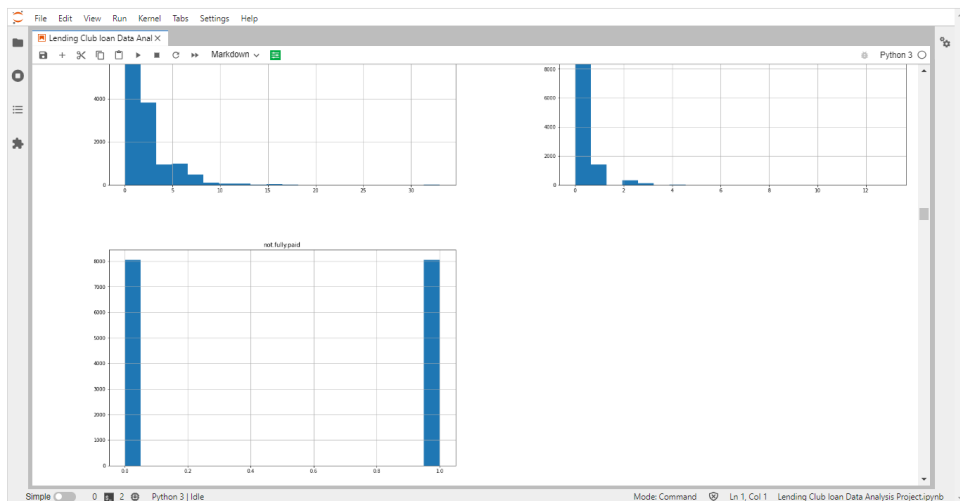 File Edit View Run Kernel Tabs Settings Help
Lending Club loan Data Anal
Markdown
Python 3
4000
2000
0
0 5 10 15 20 25 30
8000
6000
4000
2000
0
0 2 4 6 8 10 12
not.fully.paid
8000
7000
6000
5000
4000
3000
2000
1000
0
0.0 0.2 0.4 0.6 0.8 1.0
Simple 0 2 Python 3 | Idle Mode: Command Ln 1, Col 1 Lending Club loan Data Analysis Project.ipynb